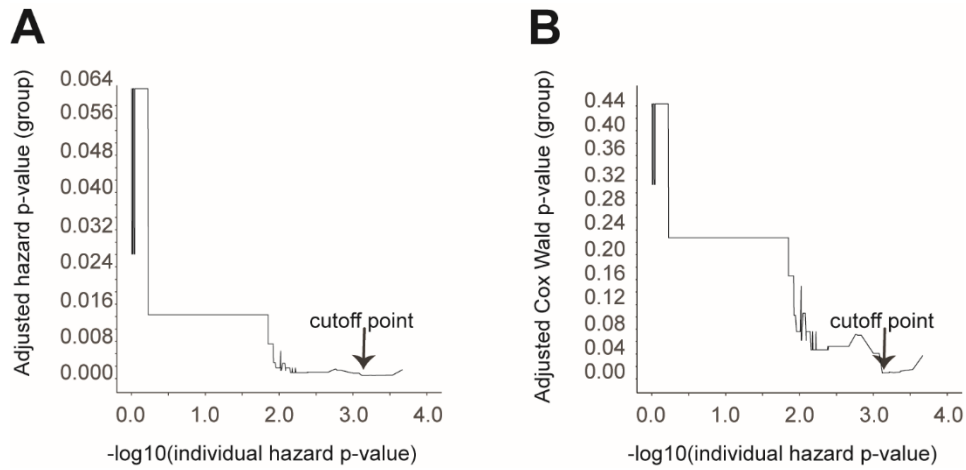 A
Adjusted hazard p-value (group)
0.064
0.056
0.048
0.040
0.032
0.024
0.016
0.008
0.000
cutoff point
0.0 1.0 2.0 3.0 4.0
-log10(individual hazard p-value)
B
Adjusted Cox Wald p-value (group)
0.44
0.44
0.36
0.32
0.28
0.24
0.20
0.16
0.12
0.08
0.04
0.00
cutoff point
0.0 1.0 2.0 3.0 4.0
-log10(individual hazard p-value)